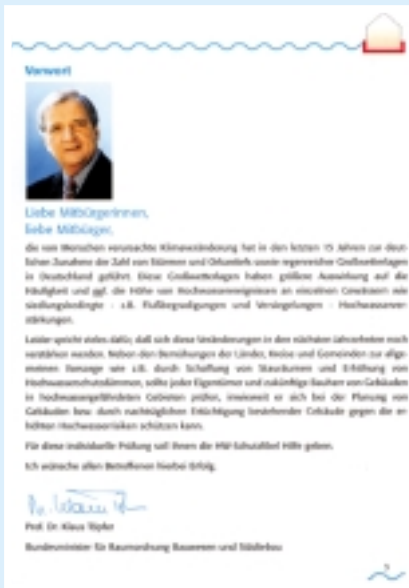 Vorwort
Liebe Mitbürgerinnen,
liebe Mitbürger,
die vom Menschen verursachte Klimaveränderung hat in den letzten 15 Jahren zur deut-
lichen Zunahme der Zahl von Stürmen und Orkantiefs sowie regenreicher Großwetterlagen
in Deutschland geführt. Diese Großwetterlagen haben größere Auswirkung auf die
Häufigkeit und ggf. die Höhe von Hochwasserereignissen an einzelnen Gewässern wie
siedlungsbedingte - z.B. Flußbegradigungen und Versiegelungen - Hochwasserver-
stärkungen.
Leider spricht vieles dafür, daß sich diese Veränderungen in den nächsten Jahrzehnten noch
verstärken werden. Neben den Bemühungen der Länder, Kreise und Gemeinden zur allge-
meinen Vorsorge wie z.B. durch Schaffung von Stauräumen und Erhöhung von
Hochwasserschutzdämmen, sollte jeder Eigentümer und zukünftige Bauherr von Gebäuden
in hochwassergefährdeten Gebieten prüfen, inwieweit er sich bei der Planung von
Gebäuden bzw. durch nachträgliche Ertüchtigung bestehender Gebäude gegen die er-
höhten Hochwasserrisiken schützen kann.
Für diese individuelle Prüfung soll Ihnen die HW-Schutzfibel Hilfe geben.
Ich wünsche allen Betroffenen hierbei Erfolg.
Prof. Dr. Klaus Töpfer
Bundesminister für Raumordnung Bauwesen und Städtebau